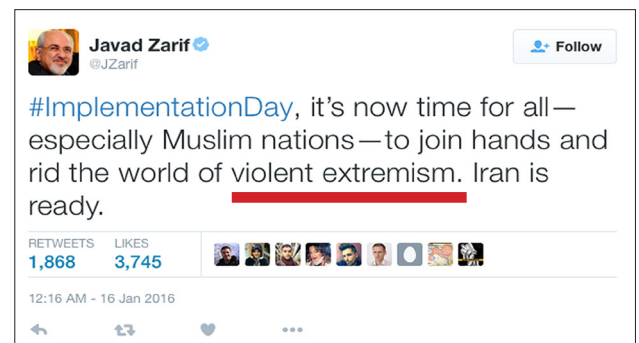 Javad Zarif
@JZarif
Follow
#ImplementationDay, it's now time for all—
especially Muslim nations—to join hands and
rid the world of violent extremism. Iran is
ready.
RETWEETS LIKES
1,868 3,745
12:16 AM - 16 Jan 2016